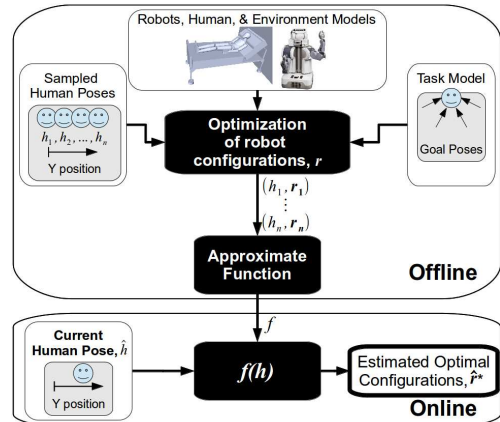 Robots, Human, & Environment Models
Sampled
Human Poses
h₁, h₂, ..., hₙ
Y position
Optimization
of robot
configurations, r
Task Model
Goal Poses
(h₁, r₁)
⋮
(hₙ, rₙ)
Approximate
Function
Offline
f
Current
Human Pose, ĥ
Y position
f(h)
Estimated Optimal
Configurations, r̂*
Online